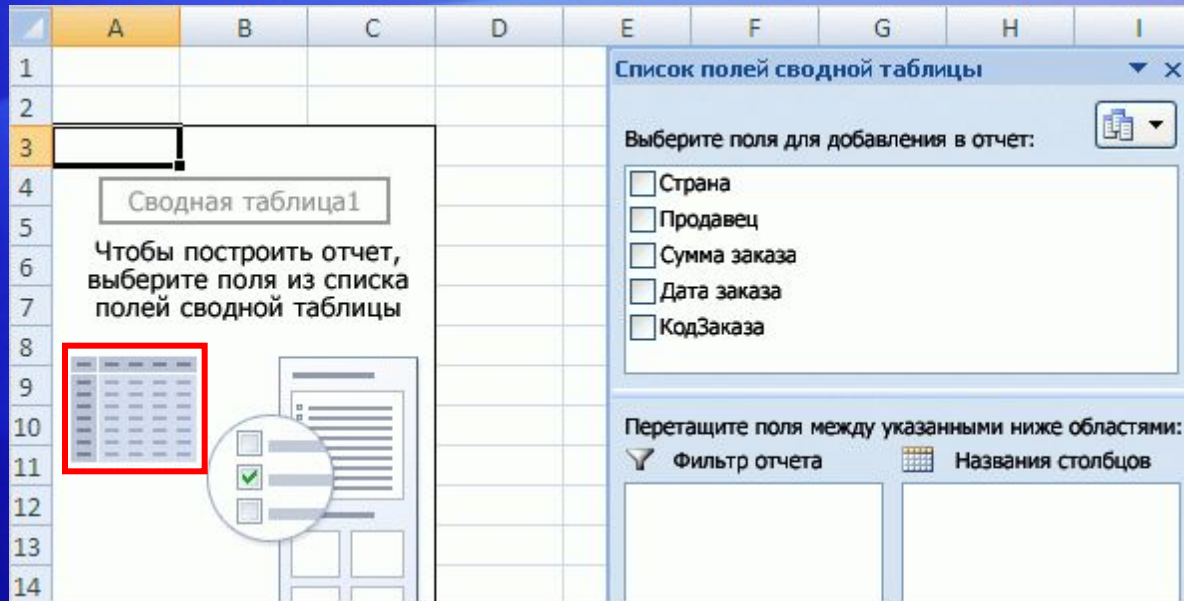 A B C D E F G H I
1
2
3
4
5
6
7
8
9
10
11
12
13
14
Сводная таблица1
Чтобы построить отчет,
выберите поля из списка
полей сводной таблицы
Список полей сводной таблицы
Выберите поля для добавления в отчет:
Страна
Продавец
Сумма заказа
Дата заказа
КодЗаказа
Перетащите поля между указанными ниже областями:
Фильтр отчета Названия столбцов